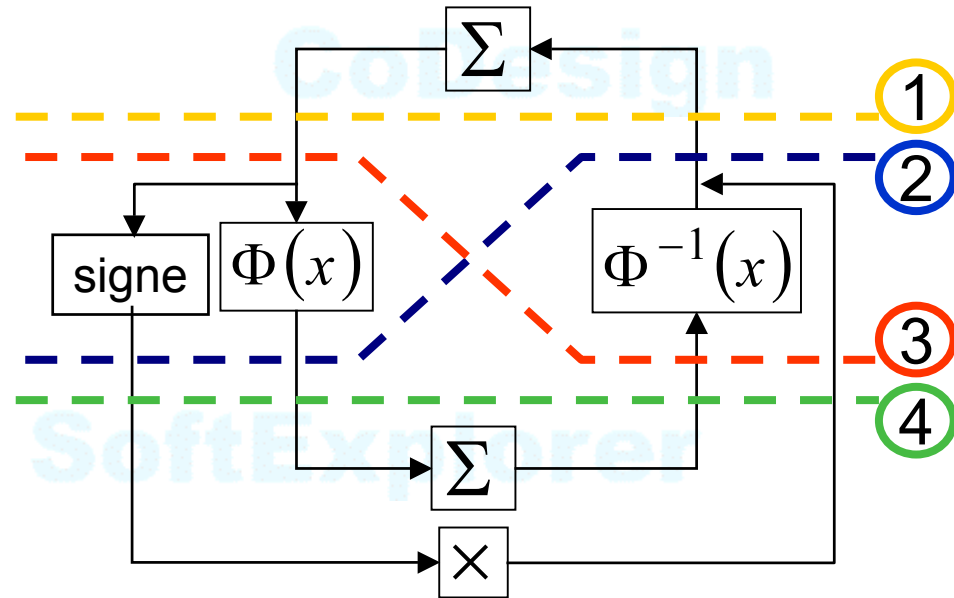 CoDesign
Σ
1
2
signe
Φ(x)
Φ⁻¹(x)
3
4
SoftExplorer
Σ
×